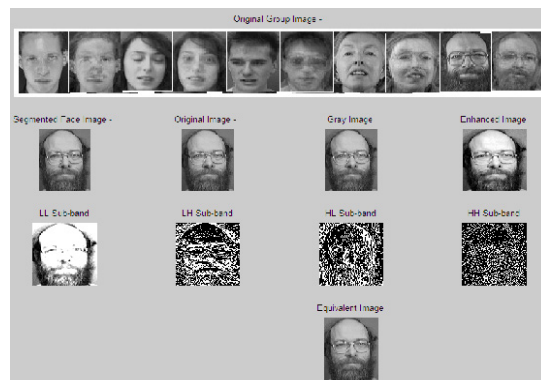 Original Group Image -
Segmented Face Image -
Original Image -
Gray Image
Enhanced Image
LL Sub-band
LH Sub-band
HL Sub-band
HH Sub-band
Equivalent Image